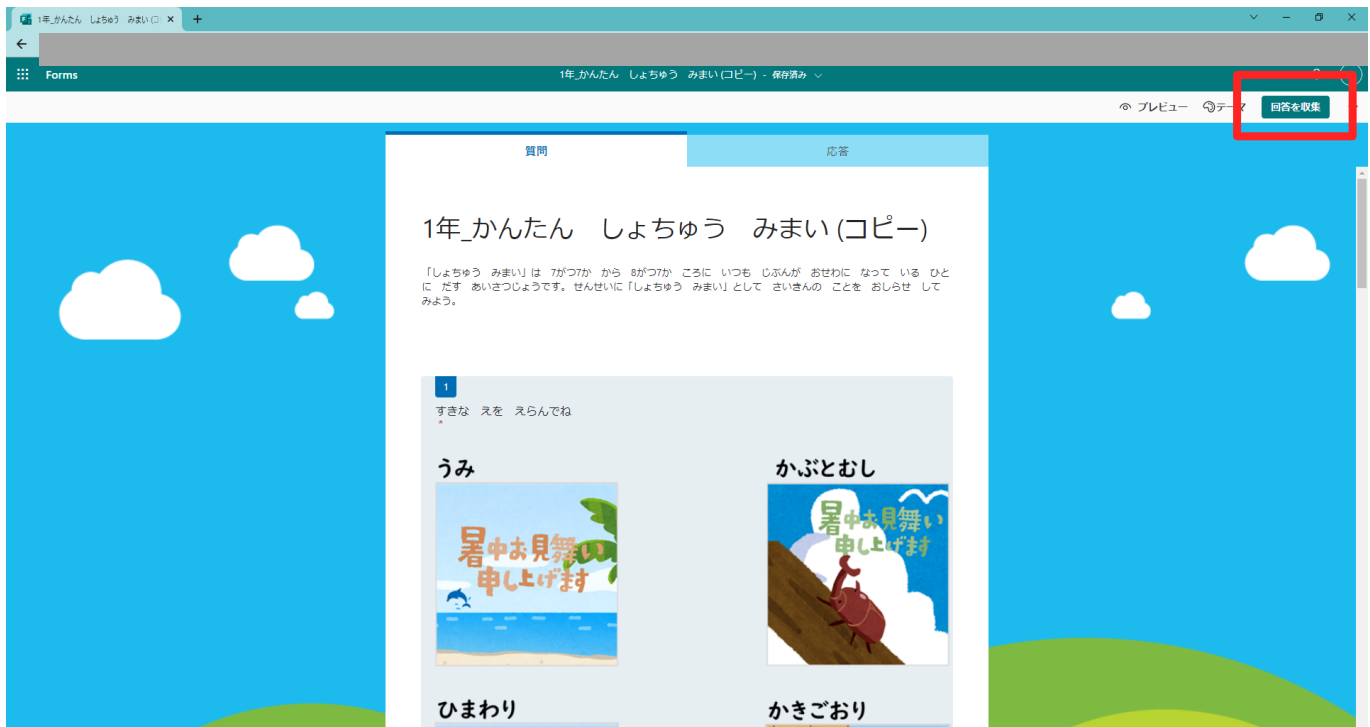 1年_かんたん　しょちゅう　みまい (コ
Forms
1年_かんたん　しょちゅう　みまい (コピー) - 保存済み
プレビュー
テーマ
回答を収集
質問
応答
1年_かんたん　しょちゅう　みまい (コピー)
「しょちゅう　みまい」は　7がつ7か　から　8がつ7か　ころに　いつも　じぶんが　おせわに　なって　いる　ひと
に　だす　あいさつじょうです。せんせいに「しょちゅう　みまい」として　さいきんの　ことを　おしらせ　して
みよう。
1
すきな　えを　えらんでね
*
うみ
かぶとむし
暑中お見舞い
申し上げます
暑中お見舞い
申し上げます
ひまわり
かきごおり